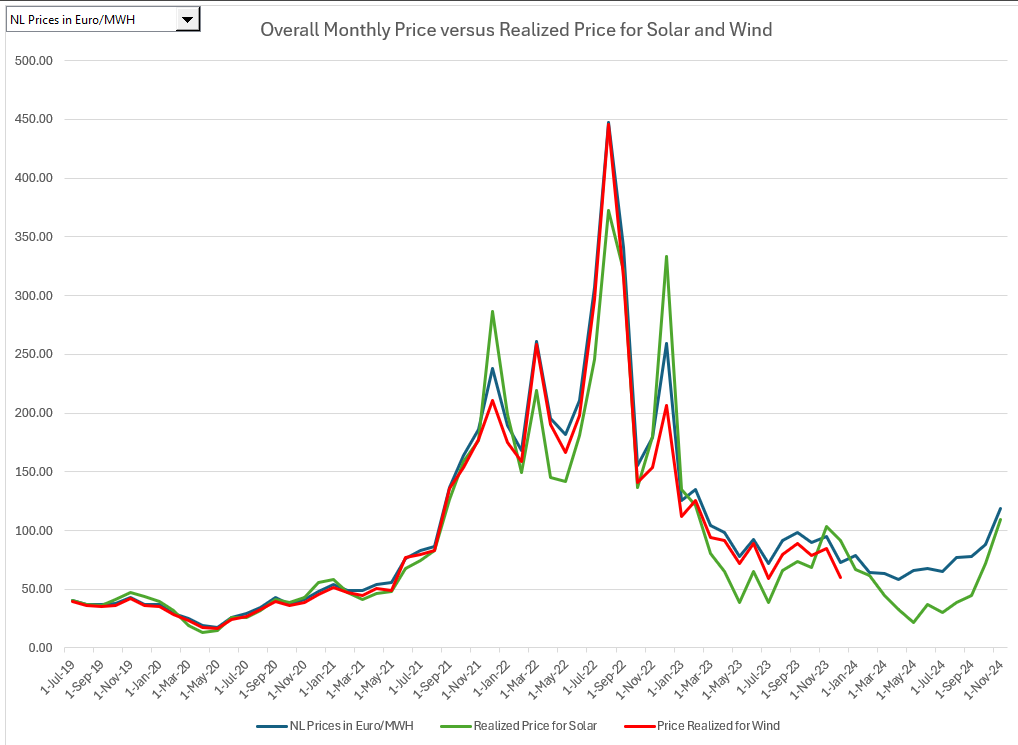 NL Prices in Euro/MWH
Overall Monthly Price versus Realized Price for Solar and Wind
500.00
450.00
400.00
350.00
300.00
250.00
200.00
150.00
100.00
50.00
0.00
1-Jul-19
1-Sep-19
1-Nov-19
1-Jan-20
1-Mar-20
1-May-20
1-Jul-20
1-Sep-20
1-Nov-20
1-Jan-21
1-Mar-21
1-May-21
1-Jul-21
1-Sep-21
1-Nov-21
1-Jan-22
1-Mar-22
1-May-22
1-Jul-22
1-Sep-22
1-Nov-22
1-Jan-23
1-Mar-23
1-May-23
1-Jul-23
1-Sep-23
1-Nov-23
1-Jan-24
1-Mar-24
1-May-24
1-Jul-24
1-Sep-24
1-Nov-24
NL Prices in Euro/MWH
Realized Price for Solar
Price Realized for Wind